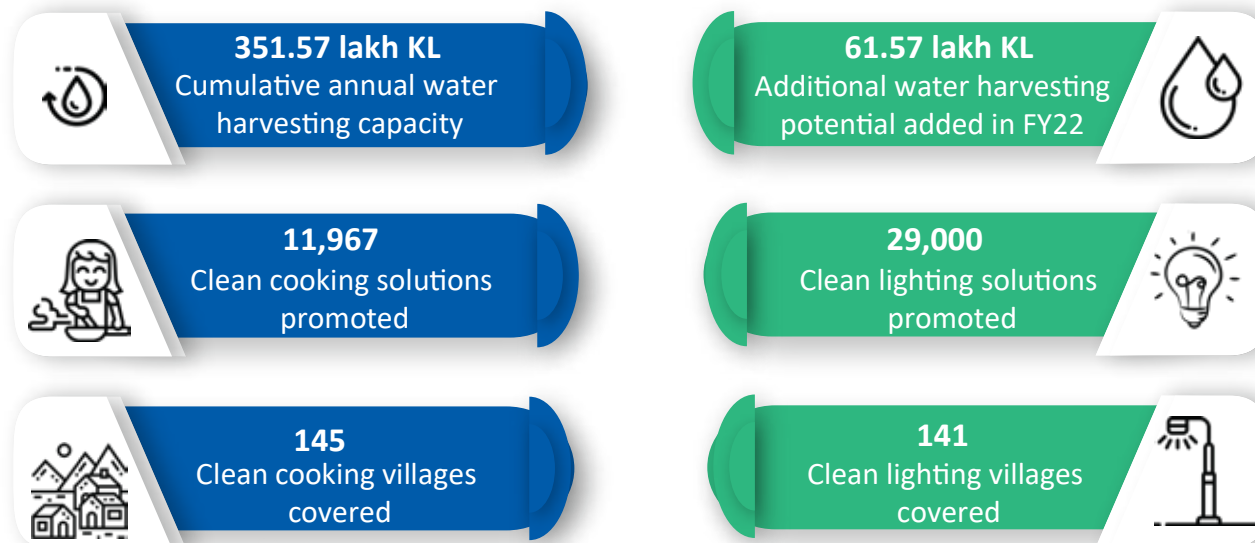 351.57 lakh KL
Cumulative annual water
harvesting capacity
61.57 lakh KL
Additional water harvesting
potential added in FY22
11,967
Clean cooking solutions
promoted
29,000
Clean lighting solutions
promoted
145
Clean cooking villages
covered
141
Clean lighting villages
covered